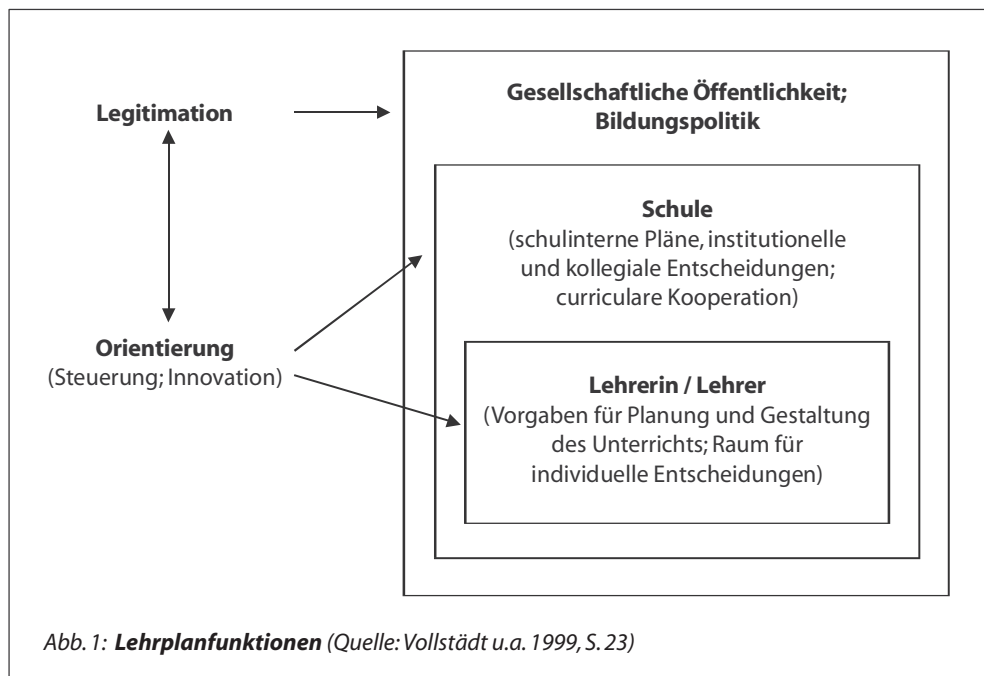 Legitimation
Gesellschaftliche Öffentlichkeit;
Bildungspolitik
Schule
(schulinterne Pläne, institutionelle
und kollegiale Entscheidungen;
curriculare Kooperation)
Orientierung
(Steuerung; Innovation)
Lehrerin / Lehrer
(Vorgaben für Planung und Gestaltung
des Unterrichts; Raum für
individuelle Entscheidungen)
Abb. 1: Lehrplanfunktionen (Quelle: Vollstädt u.a. 1999, S. 23)